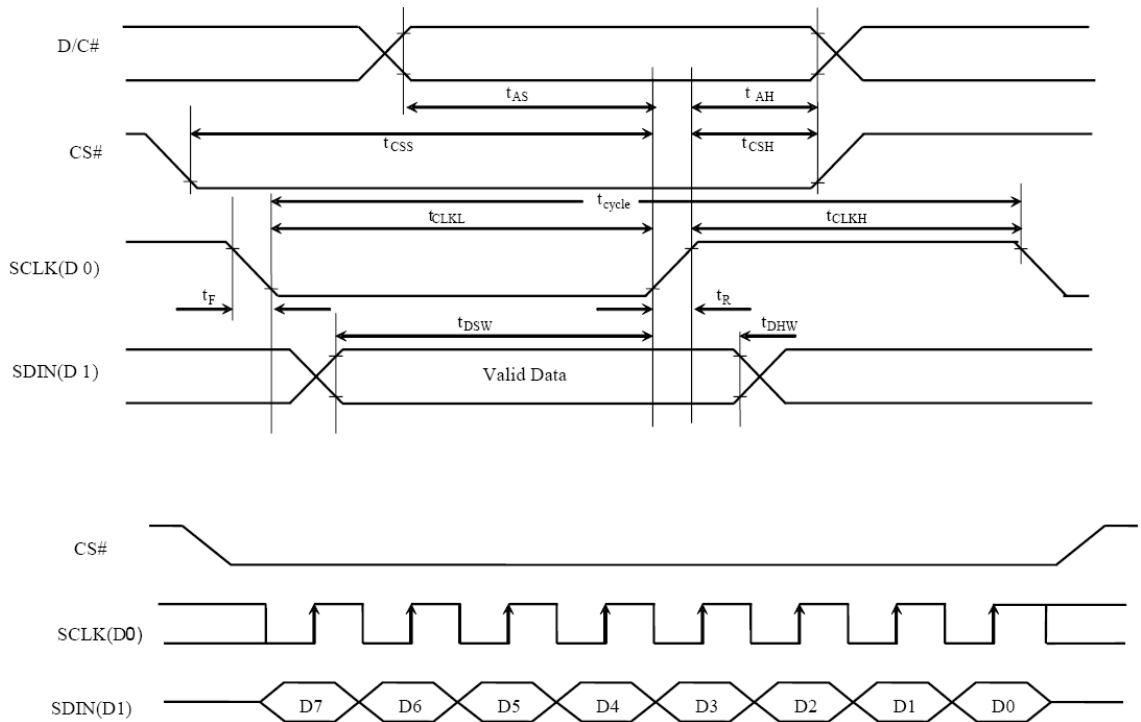 D/C#
tAS
tAH
CS#
tCSS
tCSH
tcycle
tCLKL
tCLKH
SCLK(D 0)
tF
tR
tDSW
tDHW
SDIN(D 1)
Valid Data
CS#
SCLK(D0)
SDIN(D1)
D7 D6 D5 D4 D3 D2 D1 D0